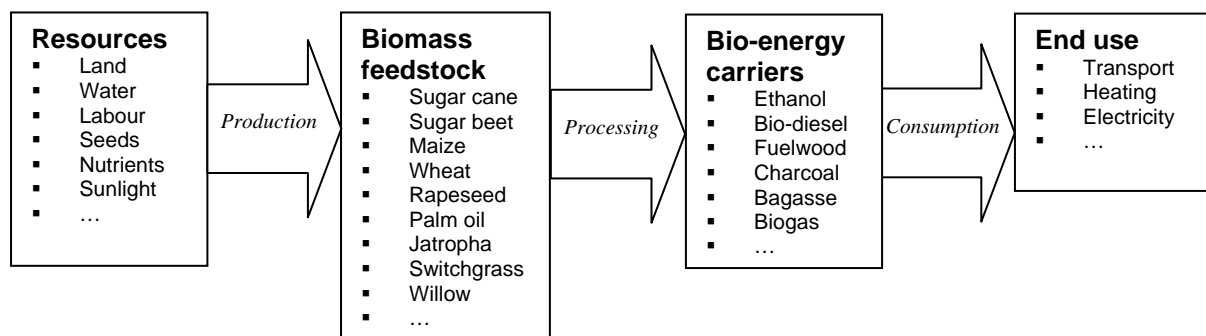 Resources
▪ Land
▪ Water
▪ Labour
▪ Seeds
▪ Nutrients
▪ Sunlight
▪ …
Production
Biomass
feedstock
▪ Sugar cane
▪ Sugar beet
▪ Maize
▪ Wheat
▪ Rapeseed
▪ Palm oil
▪ Jatropha
▪ Switchgrass
▪ Willow
▪ …
Processing
Bio-energy
carriers
▪ Ethanol
▪ Bio-diesel
▪ Fuelwood
▪ Charcoal
▪ Bagasse
▪ Biogas
▪ …
Consumption
End use
▪ Transport
▪ Heating
▪ Electricity
▪ …